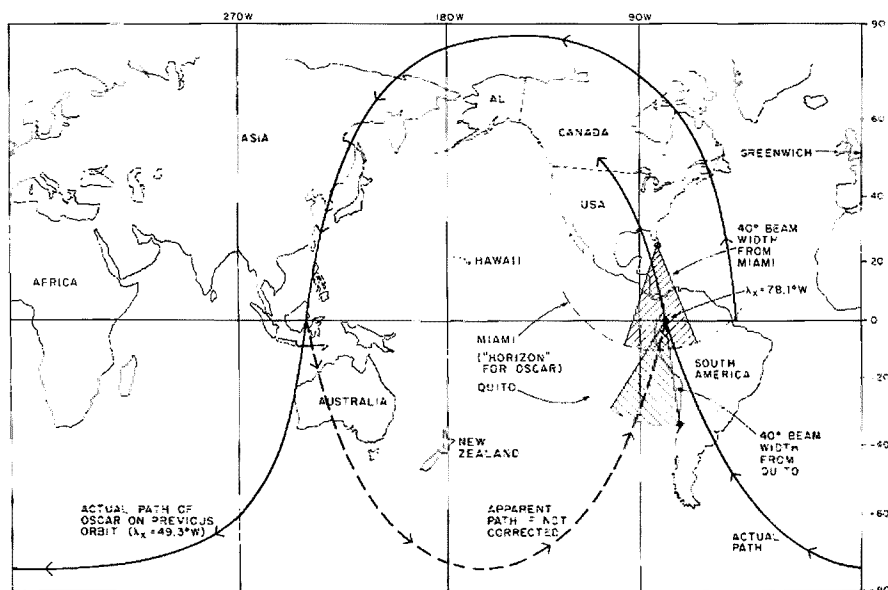 270W 180W 90W
90
AL
ASIA
CANADA
60
GREENWICH
USA
40
40° BEAM
WIDTH
FROM
MIAMI
AFRICA
HAWAII
20
λx=78.1°W
0
MIAMI
("HORIZON"
FOR OSCAR)
QUITO
SOUTH
AMERICA
-20
AUSTRALIA
-40
NEW
ZEALAND
40° BEAM
WIDTH
FROM
QUITO
ACTUAL PATH OF
OSCAR ON PREVIOUS
ORBIT (λx=49.3°W)
APPARENT
PATH IF NOT
CORRECTED
ACTUAL
PATH
-60
-80